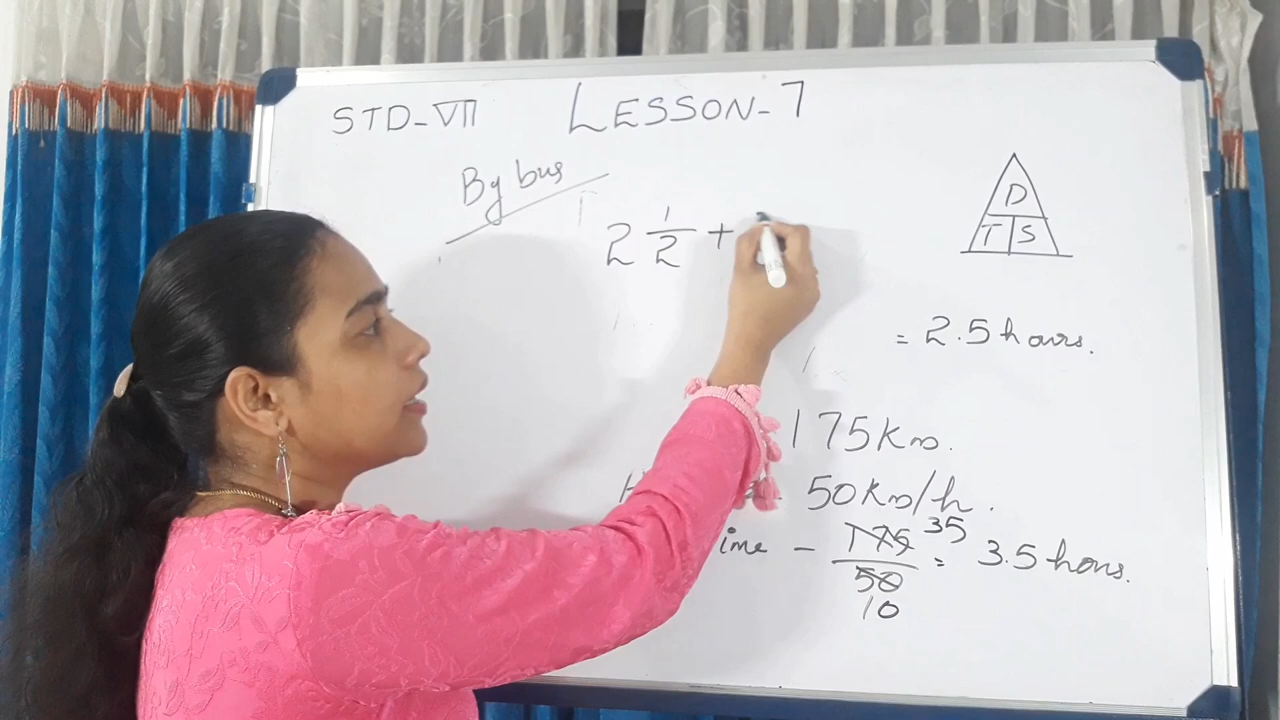 STD-VII LESSON-7
By bus
2 1/2 +
D
T S
= 2.5 hours.
175 Km.
50 Km/h.
ime - 175/50 35/10 = 3.5 hours.